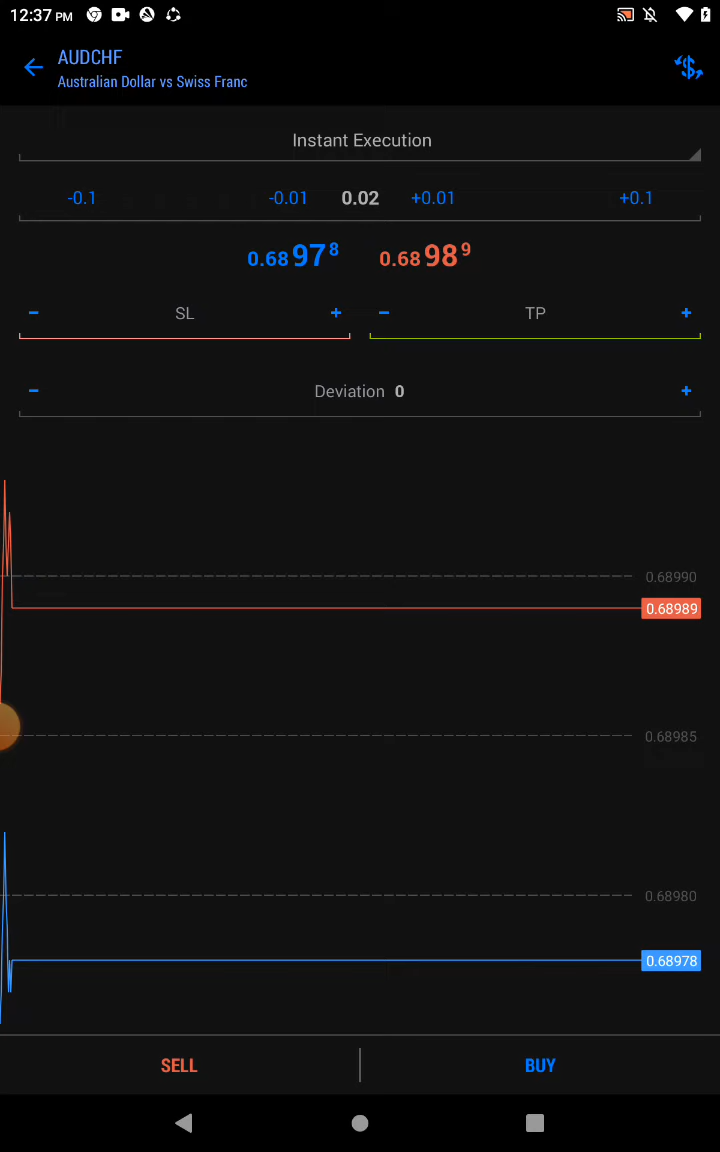 12:37 PM
AUDCHF
Australian Dollar vs Swiss Franc
Instant Execution
-0.1 -0.01 0.02 +0.01 +0.1
0.68978 0.68989
− SL + − TP +
− Deviation 0 +
0.68990
0.68989
0.68985
0.68980
0.68978
SELL BUY